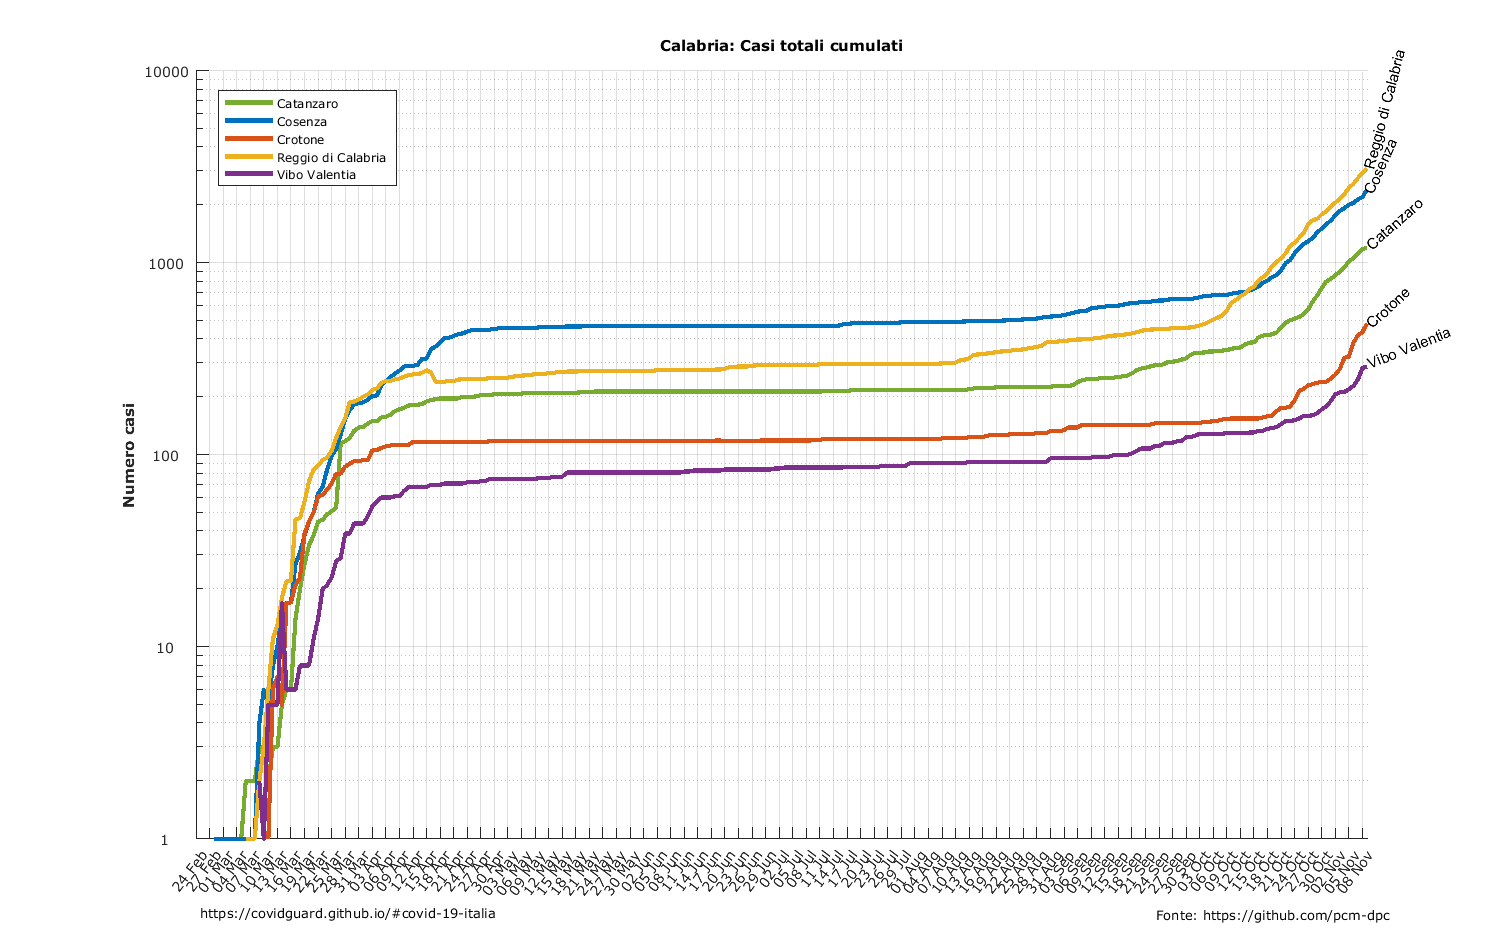 Calabria: Casi totali cumulati
Catanzaro
Cosenza
Crotone
Reggio di Calabria
Vibo Valentia
Numero casi
10000
1000
100
10
1
Reggio di Calabria
Cosenza
Catanzaro
Crotone
Vibo Valentia
24 Feb
27 Feb
01 Mar
04 Mar
07 Mar
10 Mar
13 Mar
16 Mar
19 Mar
22 Mar
25 Mar
28 Mar
31 Mar
03 Apr
06 Apr
09 Apr
12 Apr
15 Apr
18 Apr
21 Apr
24 Apr
27 Apr
30 Apr
03 May
06 May
09 May
12 May
15 May
18 May
21 May
24 May
27 May
30 May
02 Jun
05 Jun
08 Jun
11 Jun
14 Jun
17 Jun
20 Jun
23 Jun
26 Jun
29 Jun
02 Jul
05 Jul
08 Jul
11 Jul
14 Jul
17 Jul
20 Jul
23 Jul
26 Jul
29 Jul
01 Aug
04 Aug
07 Aug
10 Aug
13 Aug
16 Aug
19 Aug
22 Aug
25 Aug
28 Aug
31 Aug
03 Sep
06 Sep
09 Sep
12 Sep
15 Sep
18 Sep
21 Sep
24 Sep
27 Sep
30 Sep
03 Oct
06 Oct
09 Oct
12 Oct
15 Oct
18 Oct
21 Oct
24 Oct
27 Oct
30 Oct
02 Nov
05 Nov
08 Nov
https://covidguard.github.io/#covid-19-italia
Fonte: https://github.com/pcm-dpc